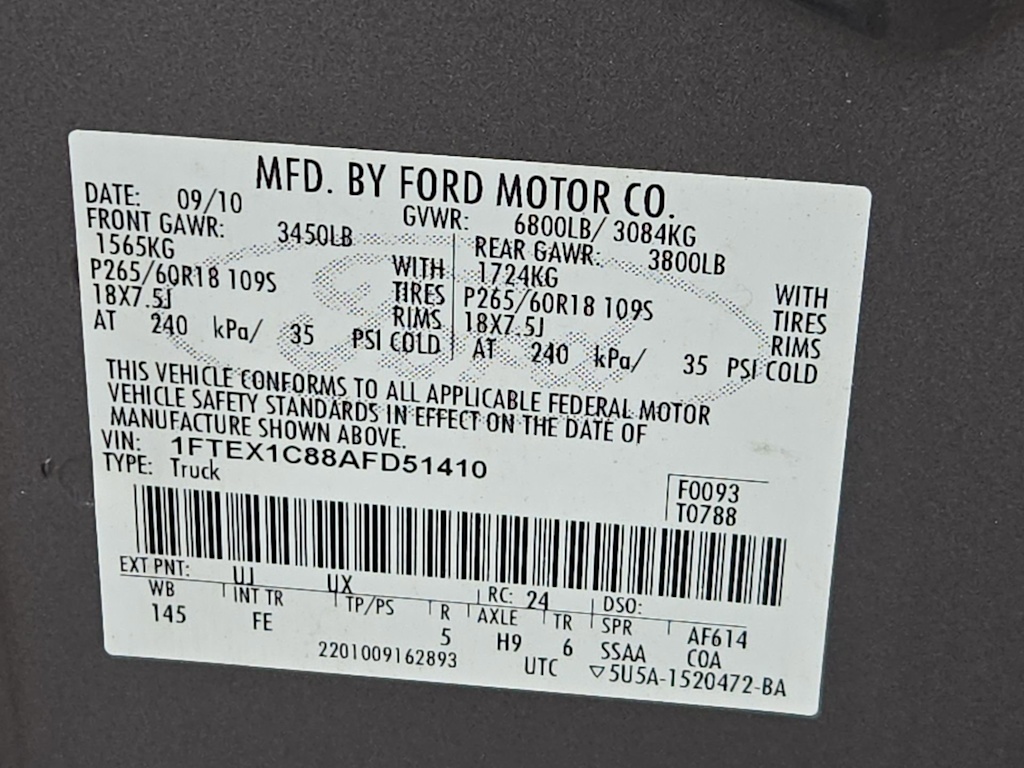 MFD. BY FORD MOTOR CO.
DATE: 09/10 GVWR: 6800LB/ 3084KG
FRONT GAWR: 3450LB REAR GAWR: 3800LB
1565KG WITH 1724KG WITH
P265/60R18 109S TIRES P265/60R18 109S TIRES
18X7.5J RIMS 18X7.5J RIMS
AT 240 kPa/ 35 PSI COLD AT 240 kPa/ 35 PSI COLD
THIS VEHICLE CONFORMS TO ALL APPLICABLE FEDERAL MOTOR
VEHICLE SAFETY STANDARDS IN EFFECT ON THE DATE OF
MANUFACTURE SHOWN ABOVE.
VIN: 1FTEX1C88AFD51410
TYPE: Truck
F0093
T0788
EXT PNT: UJ UX RC: 24 DSO:
WB INT TR TP/PS R AXLE TR SPR AF614
145 FE 5 H9 6 SSAA COA
2201009162893 UTC ▽5U5A-1520472-BA